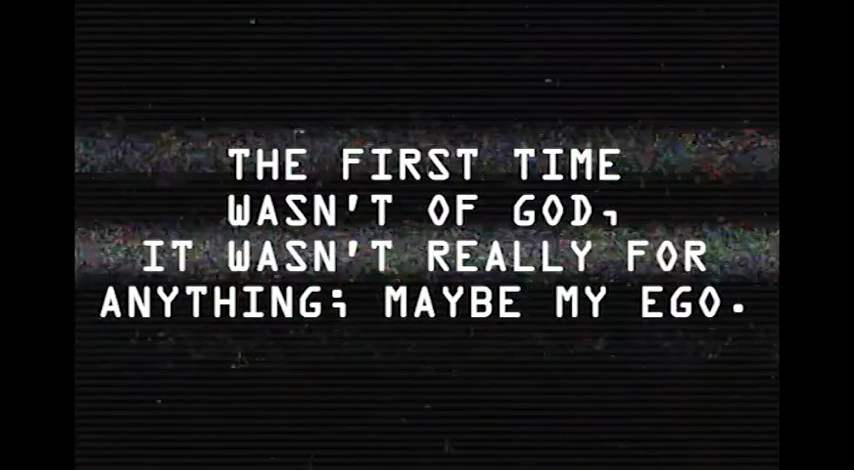 THE FIRST TIME
WASN'T OF GOD,
IT WASN'T REALLY FOR
ANYTHING; MAYBE MY EGO.